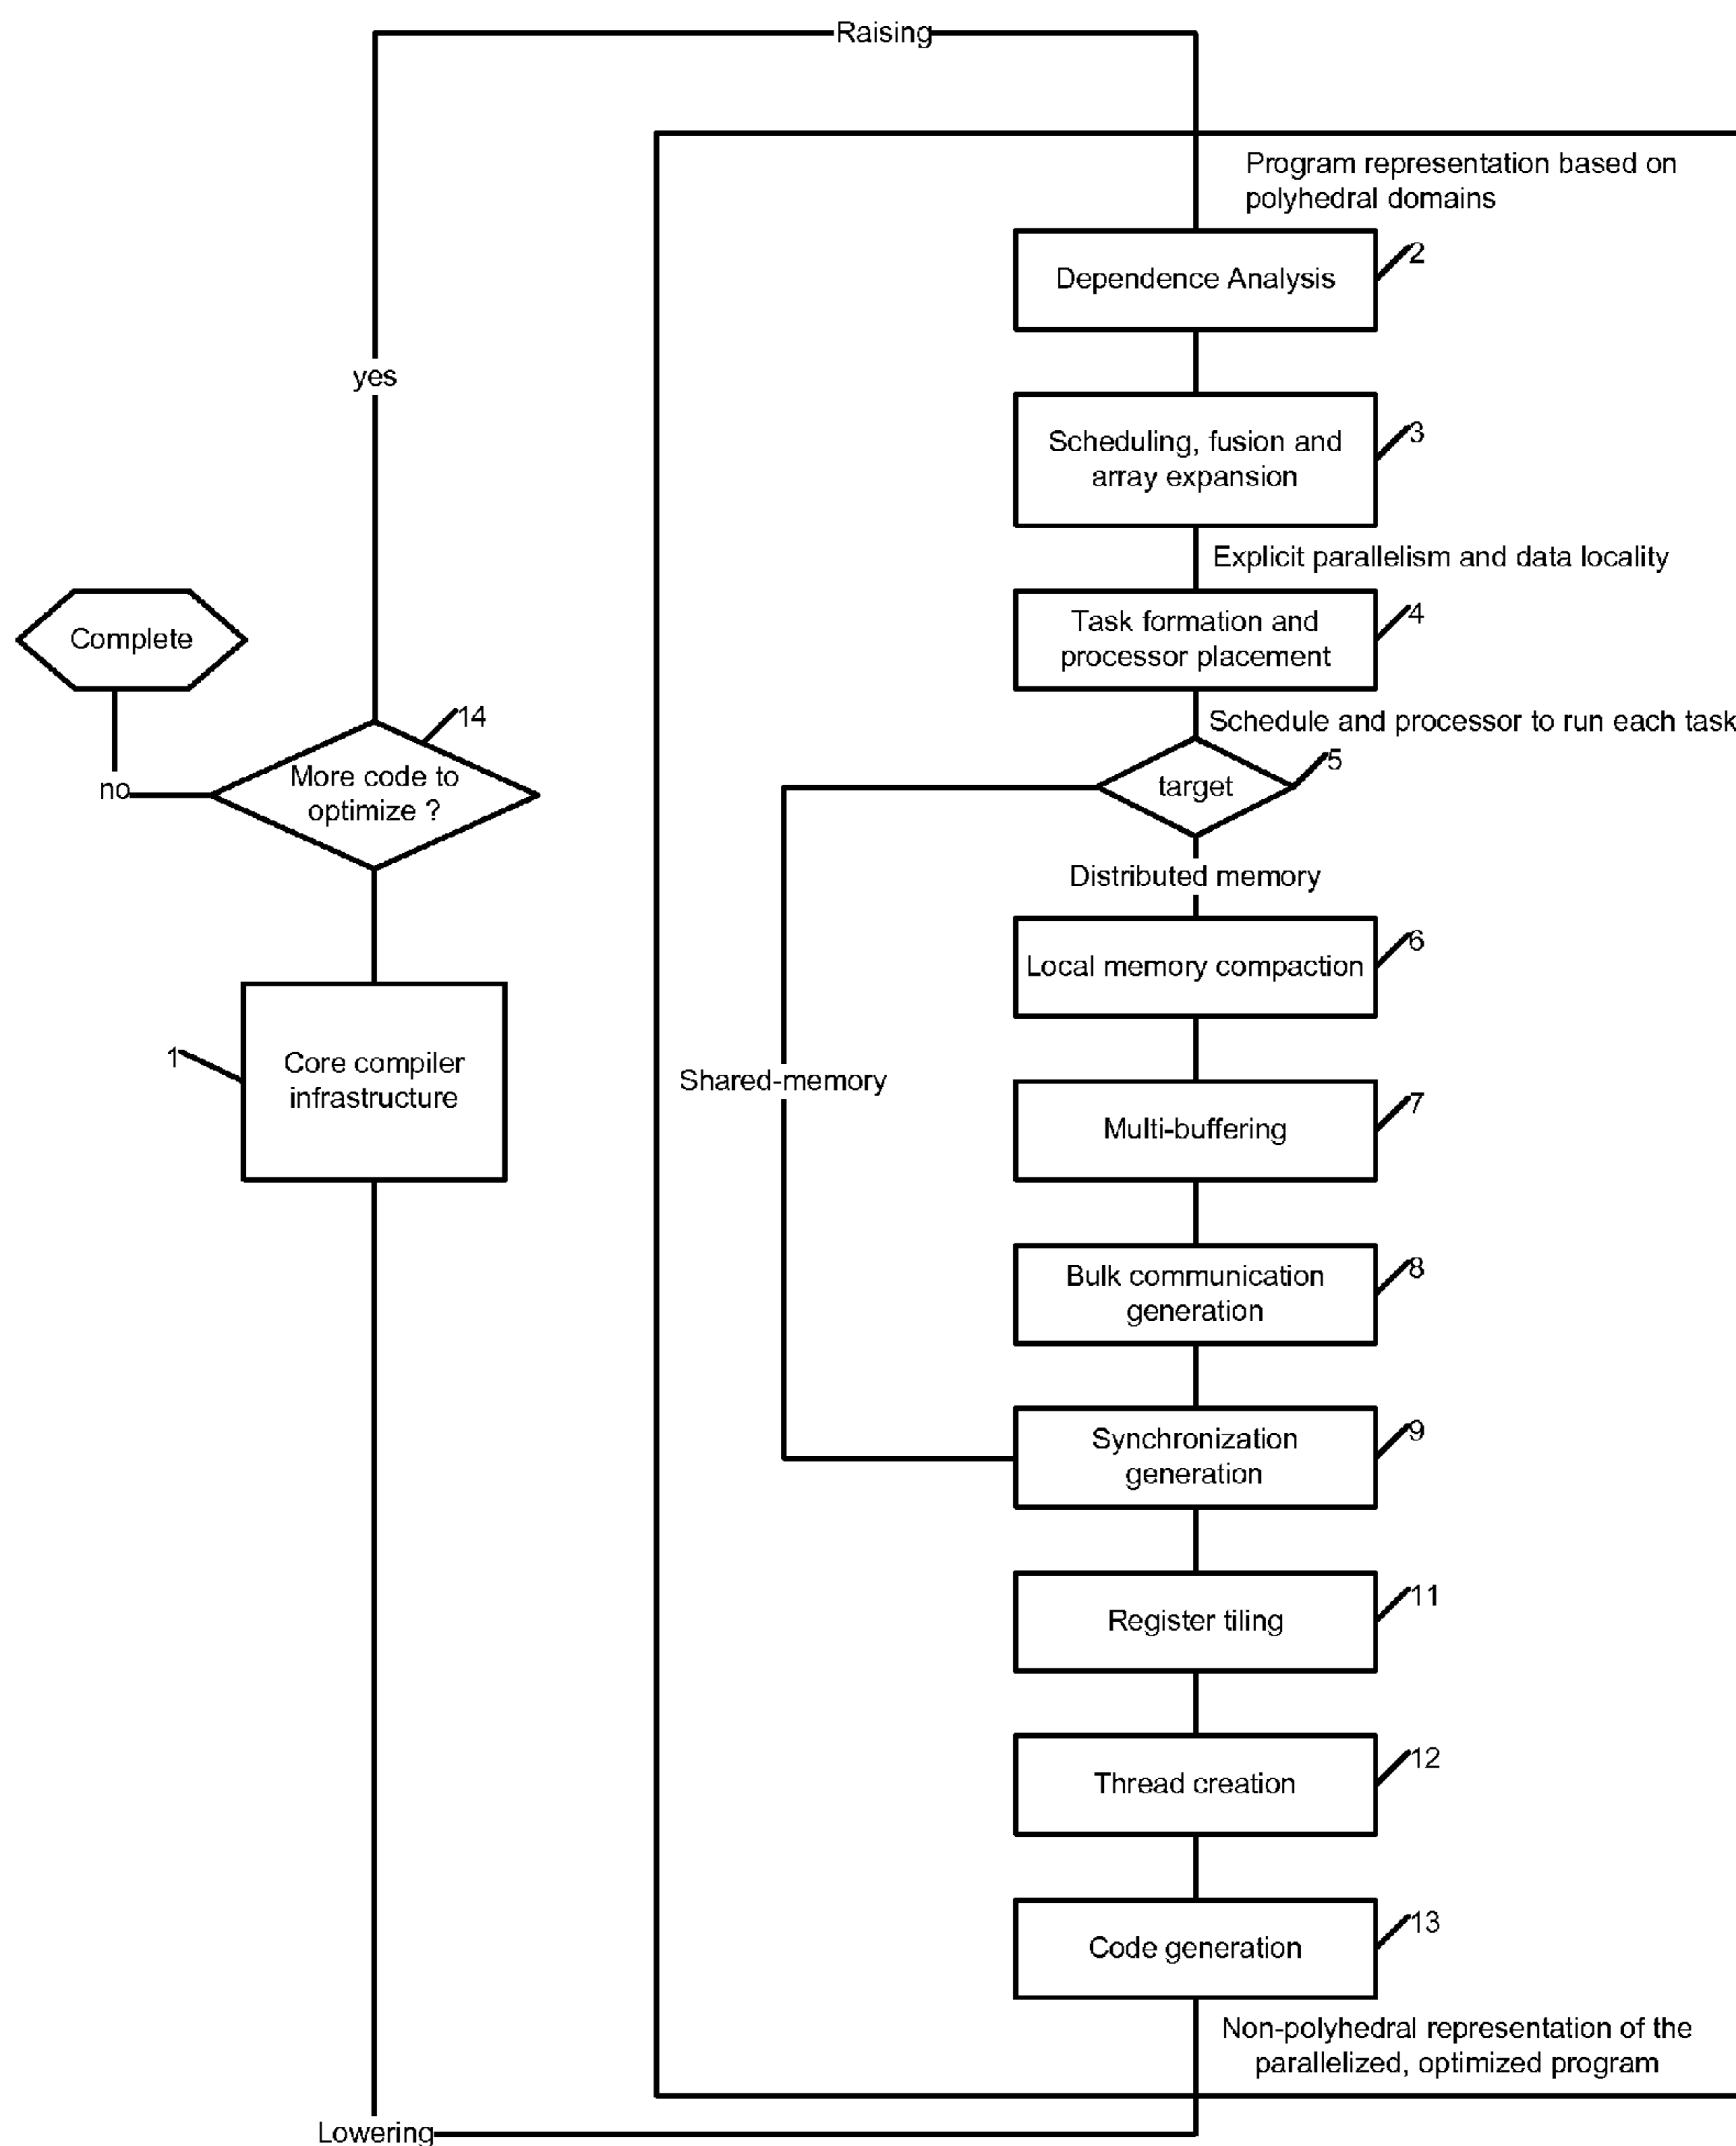 Raising
Program representation based on
polyhedral domains
Dependence Analysis
2
yes
Scheduling, fusion and
array expansion
3
Explicit parallelism and data locality
Task formation and
processor placement
4
Complete
Schedule and processor to run each task
14
More code to
optimize ?
no
target
5
Distributed memory
Local memory compaction
6
1
Core compiler
infrastructure
Shared-memory
Multi-buffering
7
Bulk communication
generation
8
Synchronization
generation
9
Register tiling
11
Thread creation
12
Code generation
13
Non-polyhedral representation of the
parallelized, optimized program
Lowering